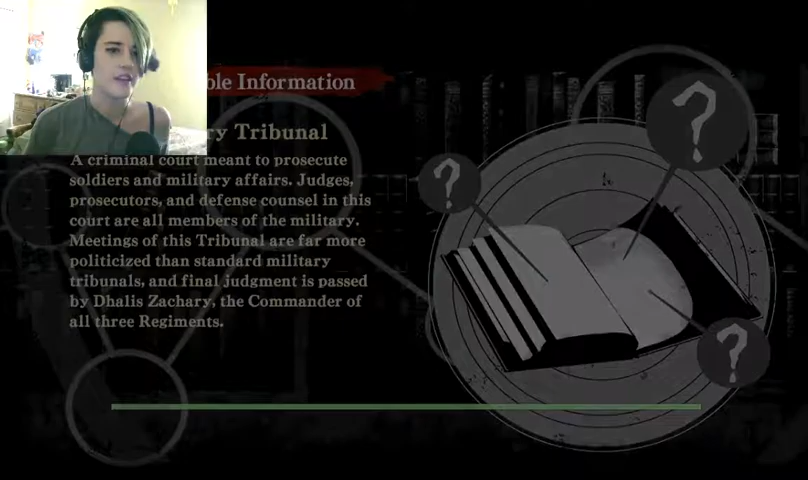 ble Information
ry Tribunal
A criminal court meant to prosecute
soldiers and military affairs. Judges,
prosecutors, and defense counsel in this
court are all members of the military.
Meetings of this Tribunal are far more
politicized than standard military
tribunals, and final judgment is passed
by Dhalis Zachary, the Commander of
all three Regiments.
?
?
?